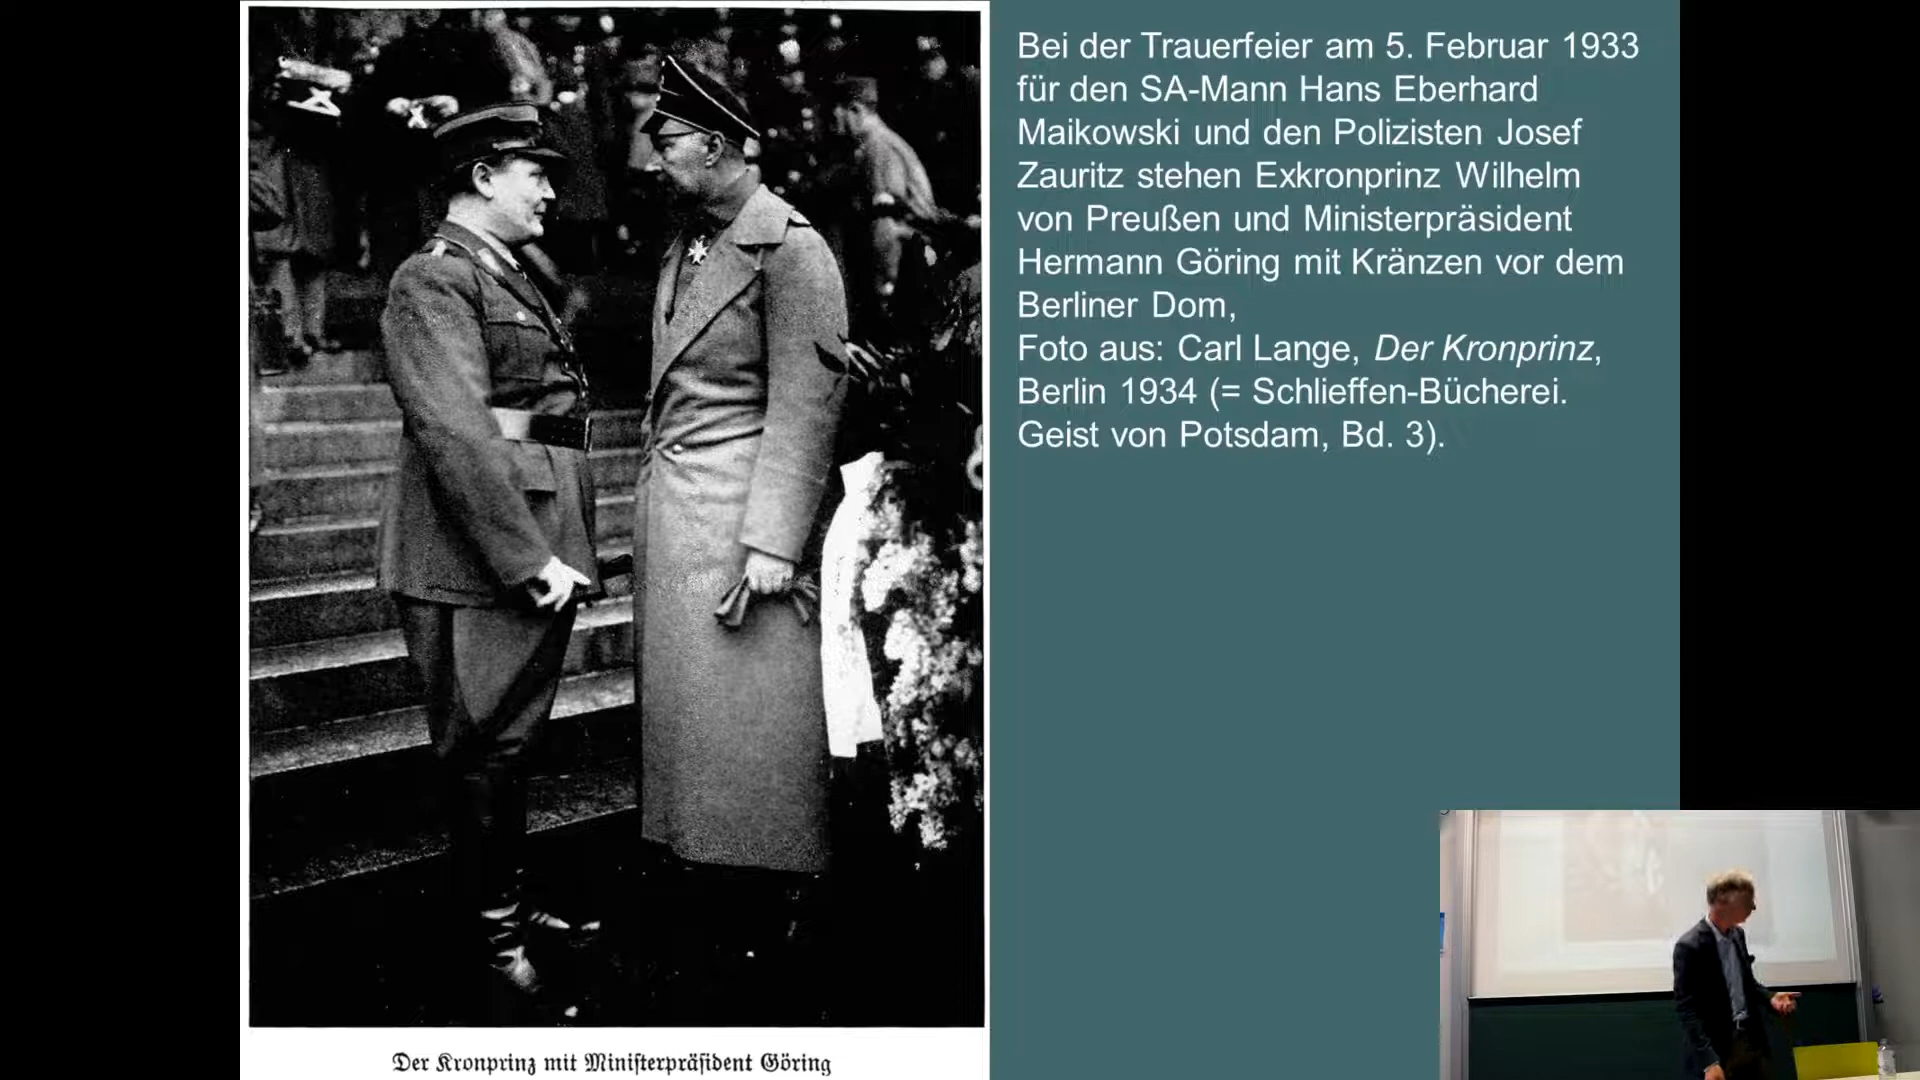 Bei der Trauerfeier am 5. Februar 1933
für den SA-Mann Hans Eberhard
Maikowski und den Polizisten Josef
Zauritz stehen Exkronprinz Wilhelm
von Preußen und Ministerpräsident
Hermann Göring mit Kränzen vor dem
Berliner Dom,
Foto aus: Carl Lange, Der Kronprinz,
Berlin 1934 (= Schlieffen-Bücherei.
Geist von Potsdam, Bd. 3).
Der Kronprinz mit Ministerpräsident Göring